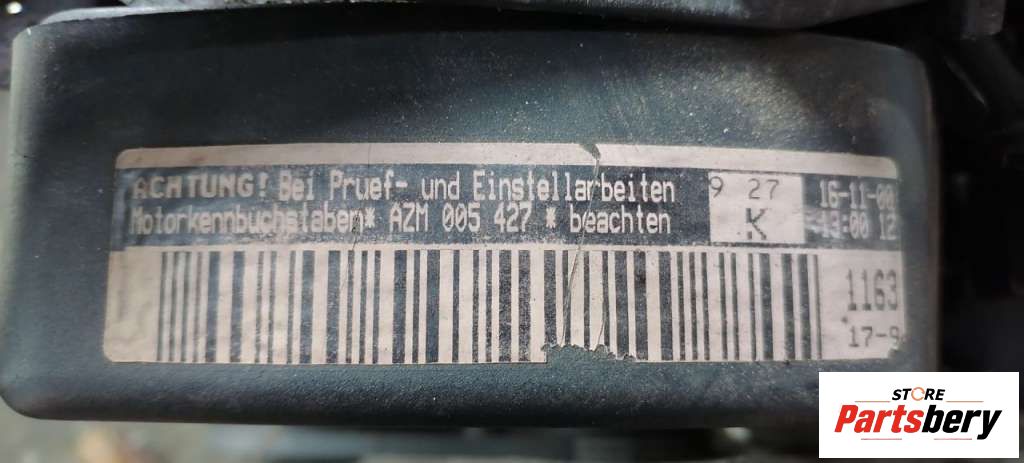 ACHTUNG! Bei Pruef- und Einstellarbeiten
Motorkennbuchstaben* AZM 005 427 * beachten
9 27
K
16-11-00
13:00 12
1163
17-9
STORE
Partsbery